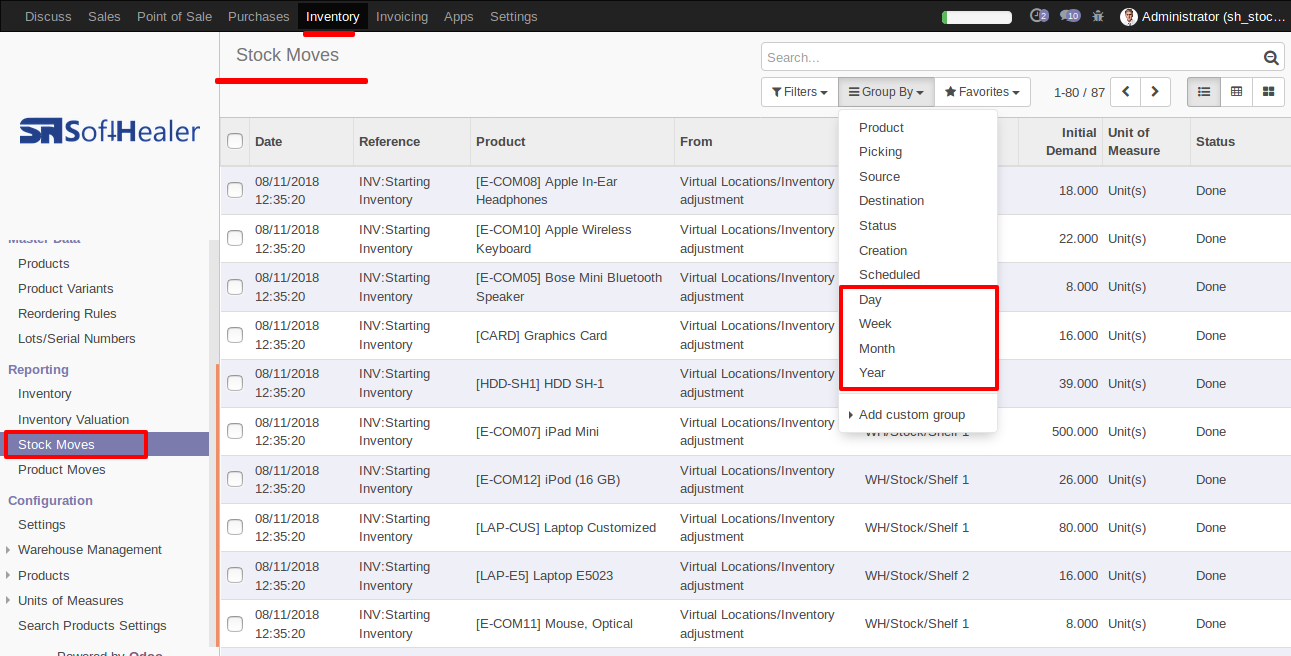 Discuss Sales Point of Sale Purchases Inventory Invoicing Apps Settings 2 10 Administrator (sh_stoc...
Stock Moves
Search...
Filters Group By Favorites 1-80 / 87
SH SoftHealer
Master Data
Products
Product Variants
Reordering Rules
Lots/Serial Numbers
Reporting
Inventory
Inventory Valuation
Stock Moves
Product Moves
Configuration
Settings
Warehouse Management
Products
Units of Measures
Search Products Settings
Powered by Odoo
Product
Picking
Source
Destination
Status
Creation
Scheduled
Day
Week
Month
Year
Add custom group
Date Reference Product From Initial Demand Unit of Measure Status
08/11/2018 12:35:20 INV:Starting Inventory [E-COM08] Apple In-Ear Headphones Virtual Locations/Inventory adjustment 18.000 Unit(s) Done
08/11/2018 12:35:20 INV:Starting Inventory [E-COM10] Apple Wireless Keyboard Virtual Locations/Inventory adjustment 22.000 Unit(s) Done
08/11/2018 12:35:20 INV:Starting Inventory [E-COM05] Bose Mini Bluetooth Speaker Virtual Locations/Inventory adjustment 8.000 Unit(s) Done
08/11/2018 12:35:20 INV:Starting Inventory [CARD] Graphics Card Virtual Locations/Inventory adjustment 16.000 Unit(s) Done
08/11/2018 12:35:20 INV:Starting Inventory [HDD-SH1] HDD SH-1 Virtual Locations/Inventory adjustment 39.000 Unit(s) Done
08/11/2018 12:35:20 INV:Starting Inventory [E-COM07] iPad Mini Virtual Locations/Inventory adjustment WH/Stock/Shelf 1 500.000 Unit(s) Done
08/11/2018 12:35:20 INV:Starting Inventory [E-COM12] iPod (16 GB) Virtual Locations/Inventory adjustment WH/Stock/Shelf 1 26.000 Unit(s) Done
08/11/2018 12:35:20 INV:Starting Inventory [LAP-CUS] Laptop Customized Virtual Locations/Inventory adjustment WH/Stock/Shelf 1 80.000 Unit(s) Done
08/11/2018 12:35:20 INV:Starting Inventory [LAP-E5] Laptop E5023 Virtual Locations/Inventory adjustment WH/Stock/Shelf 2 16.000 Unit(s) Done
08/11/2018 12:35:20 INV:Starting Inventory [E-COM11] Mouse, Optical Virtual Locations/Inventory adjustment WH/Stock/Shelf 1 8.000 Unit(s) Done